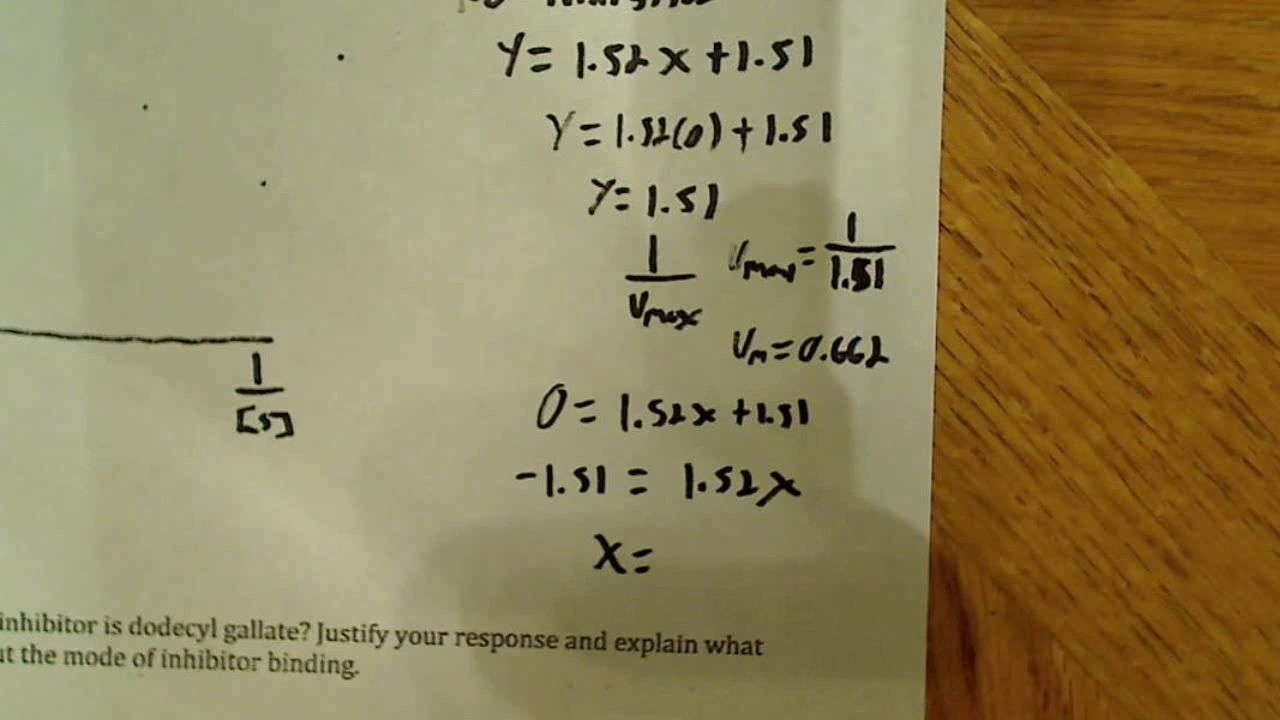 Y= 1.52x +1.51
Y=1.52(0)+1.51
Y=1.51
1/Vmax Vmax=1/1.51
Vm=0.662
1/[S]
0= 1.52x +1.51
-1.51 = 1.52x
X=
inhibitor is dodecyl gallate? Justify your response and explain what
the mode of inhibitor binding.